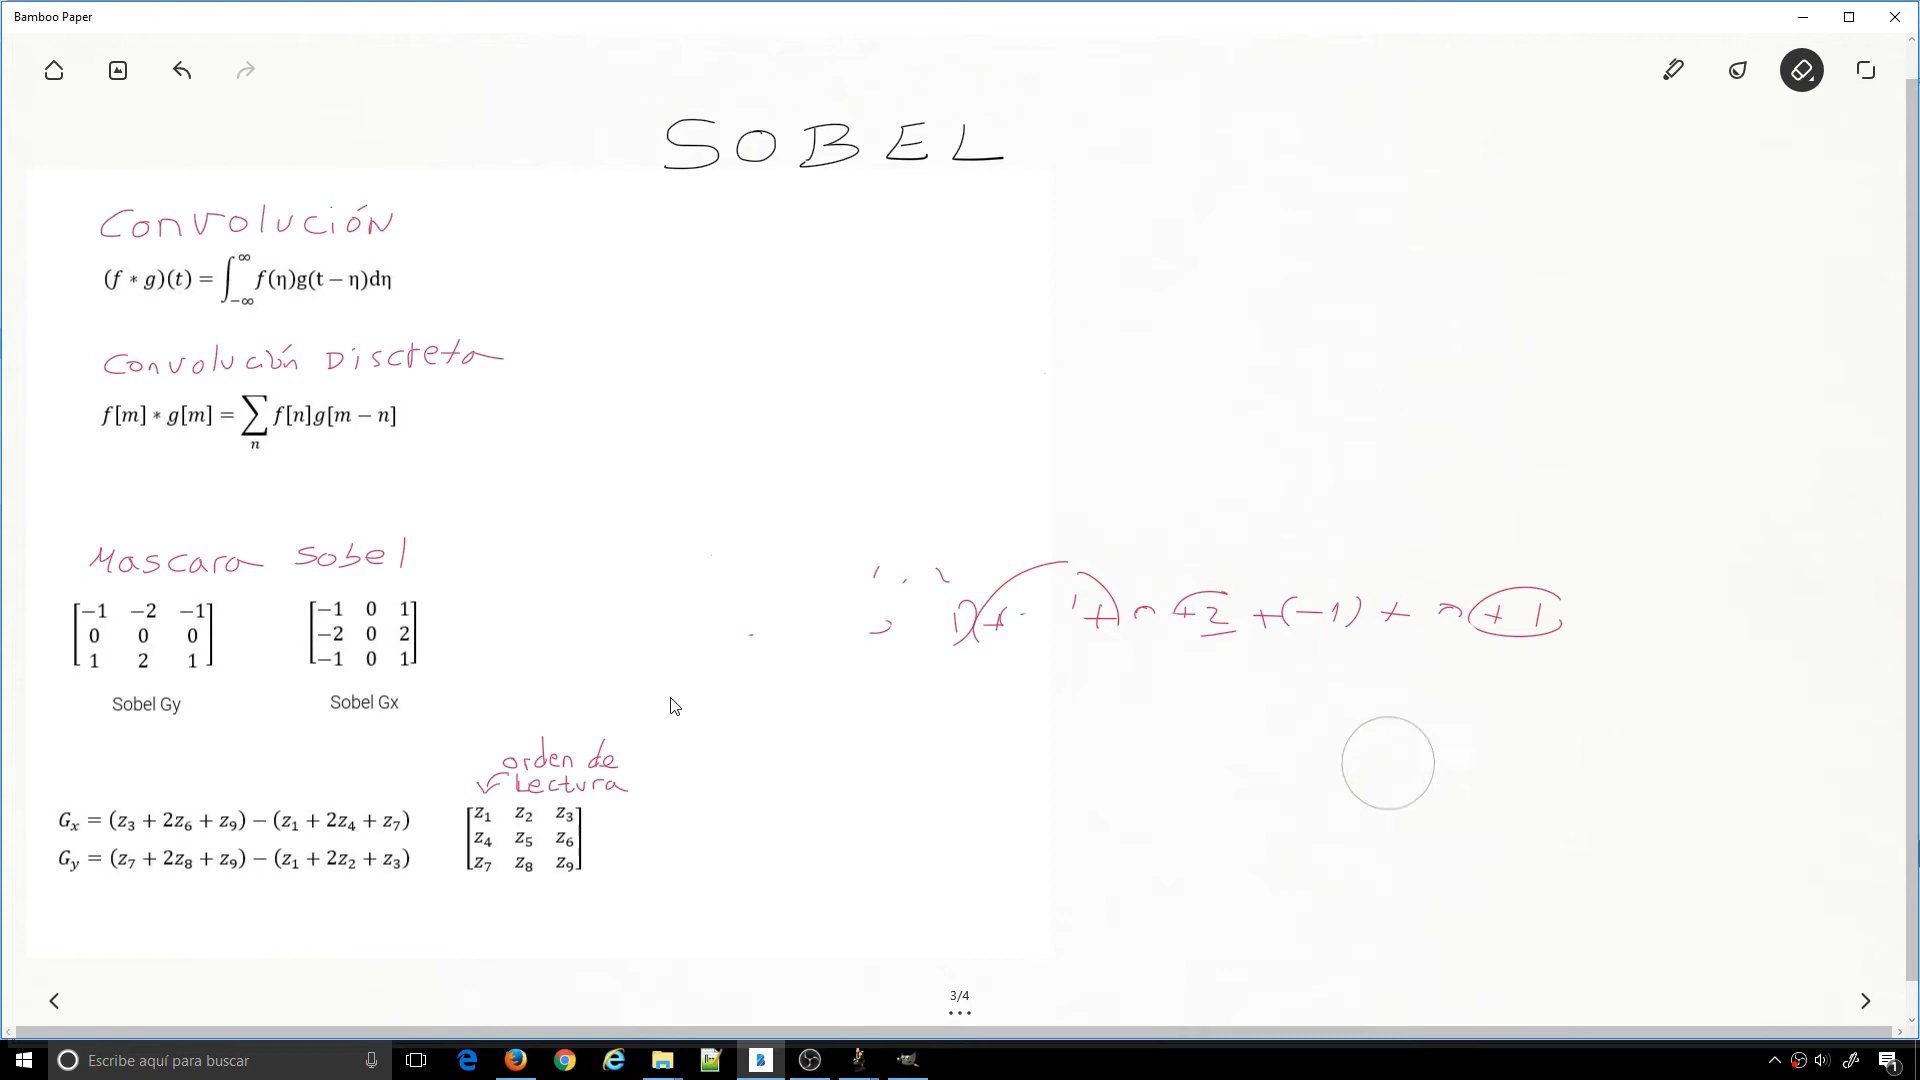 Bamboo Paper
SOBEL
Convolución
(f ∗ g)(t) = ∫_{−∞}^{∞} f(η)g(t − η)dη
Convolución Discreta
f[m] ∗ g[m] = ∑_n f[n]g[m − n]
Mascara Sobel
[−1 −2 −1] [−1 0 1]
[0 0 0] [−2 0 2]
[1 2 1] [−1 0 1]
Sobel Gy Sobel Gx
+ +2 +(−1) + +1
orden de
Lectura
G_x = (z_3 + 2z_6 + z_9) − (z_1 + 2z_4 + z_7)
G_y = (z_7 + 2z_8 + z_9) − (z_1 + 2z_2 + z_3)
[z_1 z_2 z_3]
[z_4 z_5 z_6]
[z_7 z_8 z_9]
3/4
Escribe aquí para buscar